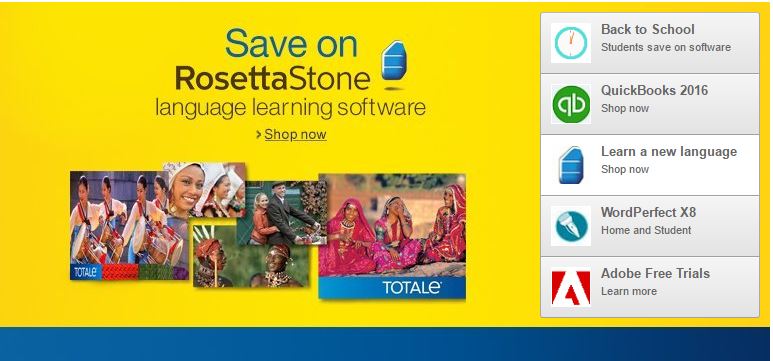 Save on
RosettaStone
language learning software
› Shop now
TOTALe
TOTALe
Back to School
Students save on software
qb
QuickBooks 2016
Shop now
Learn a new language
Shop now
WordPerfect X8
Home and Student
Adobe Free Trials
Learn more